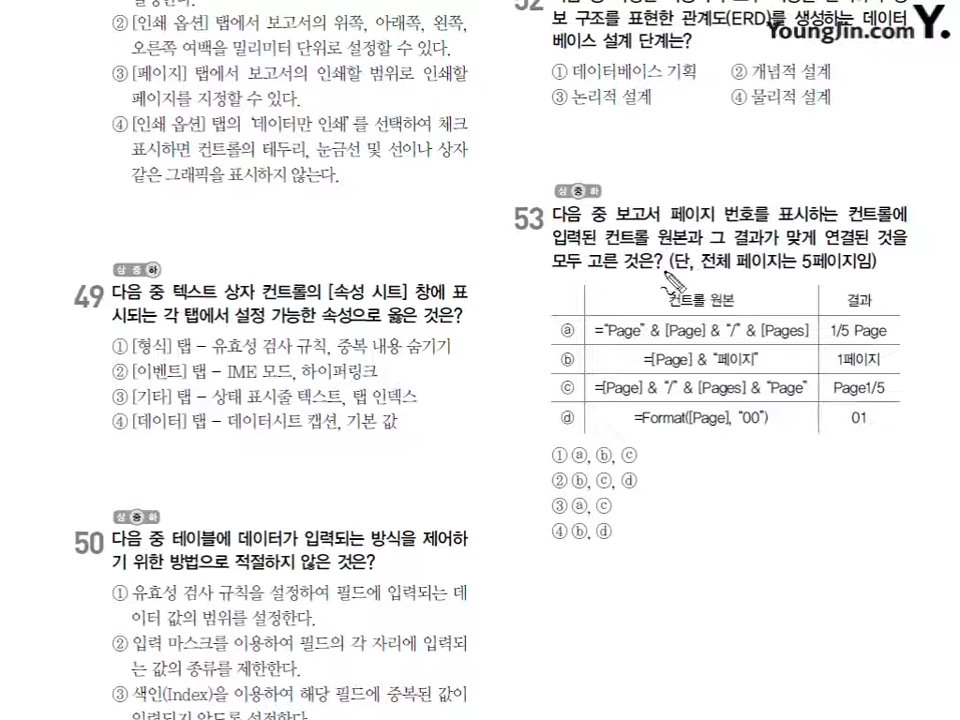 ② [인쇄 옵션] 탭에서 보고서의 위쪽, 아래쪽, 왼쪽,
오른쪽 여백을 밀리미터 단위로 설정할 수 있다.
③ [페이지] 탭에서 보고서의 인쇄할 범위로 인쇄할
페이지를 지정할 수 있다.
④ [인쇄 옵션] 탭의 ‘데이터만 인쇄’를 선택하여 체크
표시하면 컨트롤의 테두리, 눈금선 및 선이나 상자
같은 그래픽을 표시하지 않는다.
상 중 하
49 다음 중 텍스트 상자 컨트롤의 [속성 시트] 창에 표
시되는 각 탭에서 설정 가능한 속성으로 옳은 것은?
① [형식] 탭 – 유효성 검사 규칙, 중복 내용 숨기기
② [이벤트] 탭 – IME 모드, 하이퍼링크
③ [기타] 탭 – 상태 표시줄 텍스트, 탭 인덱스
④ [데이터] 탭 – 데이터시트 캡션, 기본 값
상 중 하
50 다음 중 테이블에 데이터가 입력되는 방식을 제어하
기 위한 방법으로 적절하지 않은 것은?
① 유효성 검사 규칙을 설정하여 필드에 입력되는 데
이터 값의 범위를 설정한다.
② 입력 마스크를 이용하여 필드의 각 자리에 입력되
는 값의 종류를 제한한다.
③ 색인(Index)을 이용하여 해당 필드에 중복된 값이
입력되지 않도록 설정한다.
52
보 구조를 표현한 관계도(ERD)를 생성하는 데이터
베이스 설계 단계는?
YoungJin.com Y.
① 데이터베이스 기획 ② 개념적 설계
③ 논리적 설계 ④ 물리적 설계
상 중 하
53 다음 중 보고서 페이지 번호를 표시하는 컨트롤에
입력된 컨트롤 원본과 그 결과가 맞게 연결된 것을
모두 고른 것은? (단, 전체 페이지는 5페이지임)
컨트롤 원본 결과
ⓐ =“Page” & [Page] & “/” & [Pages] 1/5 Page
ⓑ =[Page] & “페이지” 1페이지
ⓒ =[Page] & “/” & [Pages] & “Page” Page1/5
ⓓ =Format([Page], “00”) 01
① ⓐ, ⓑ, ⓒ
② ⓑ, ⓒ, ⓓ
③ ⓐ, ⓒ
④ ⓑ, ⓓ